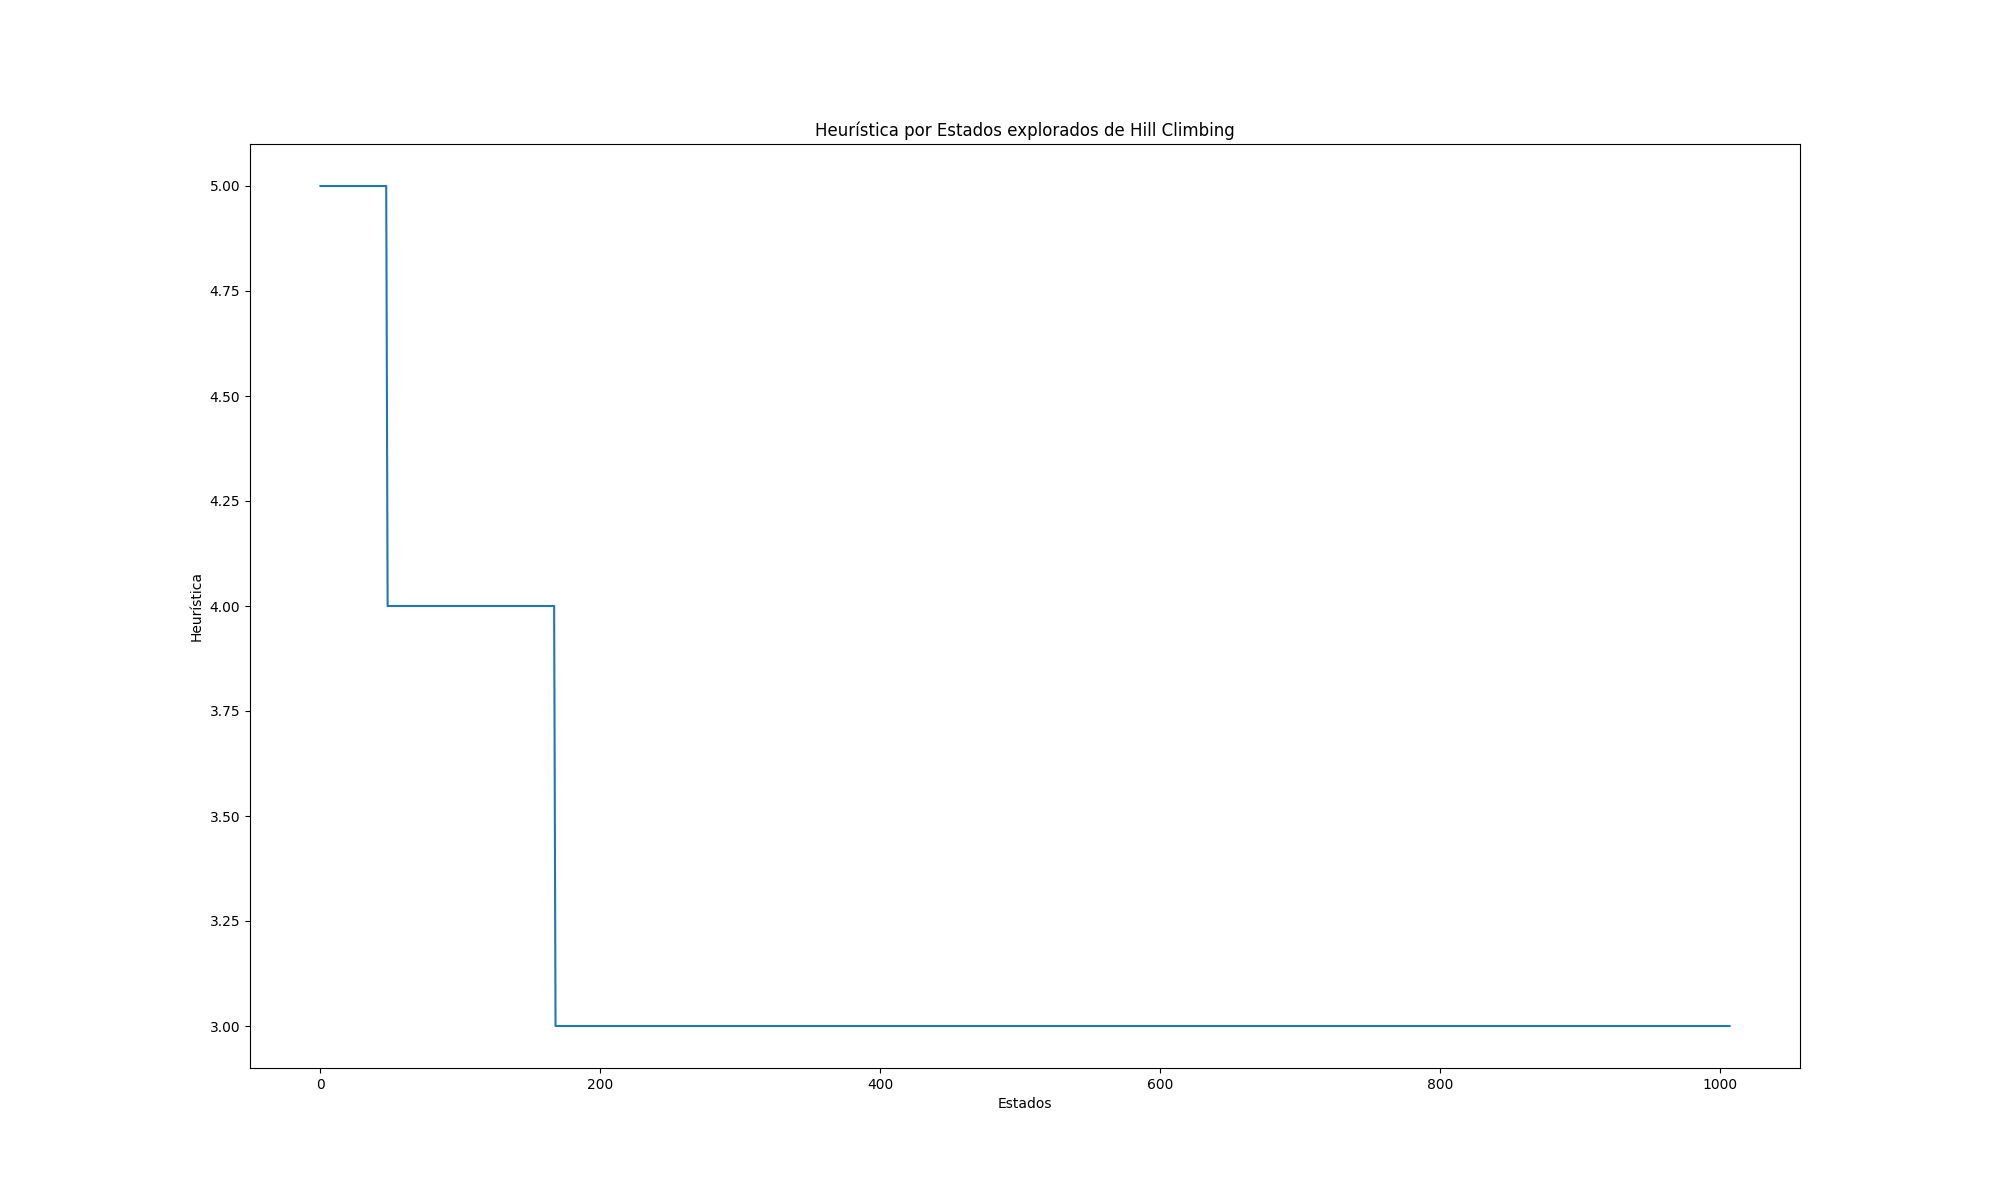 Heurística por Estados explorados de Hill Climbing
5.00
4.75
4.50
4.25
4.00
3.75
3.50
3.25
3.00
Heurística
0 200 400 600 800 1000
Estados